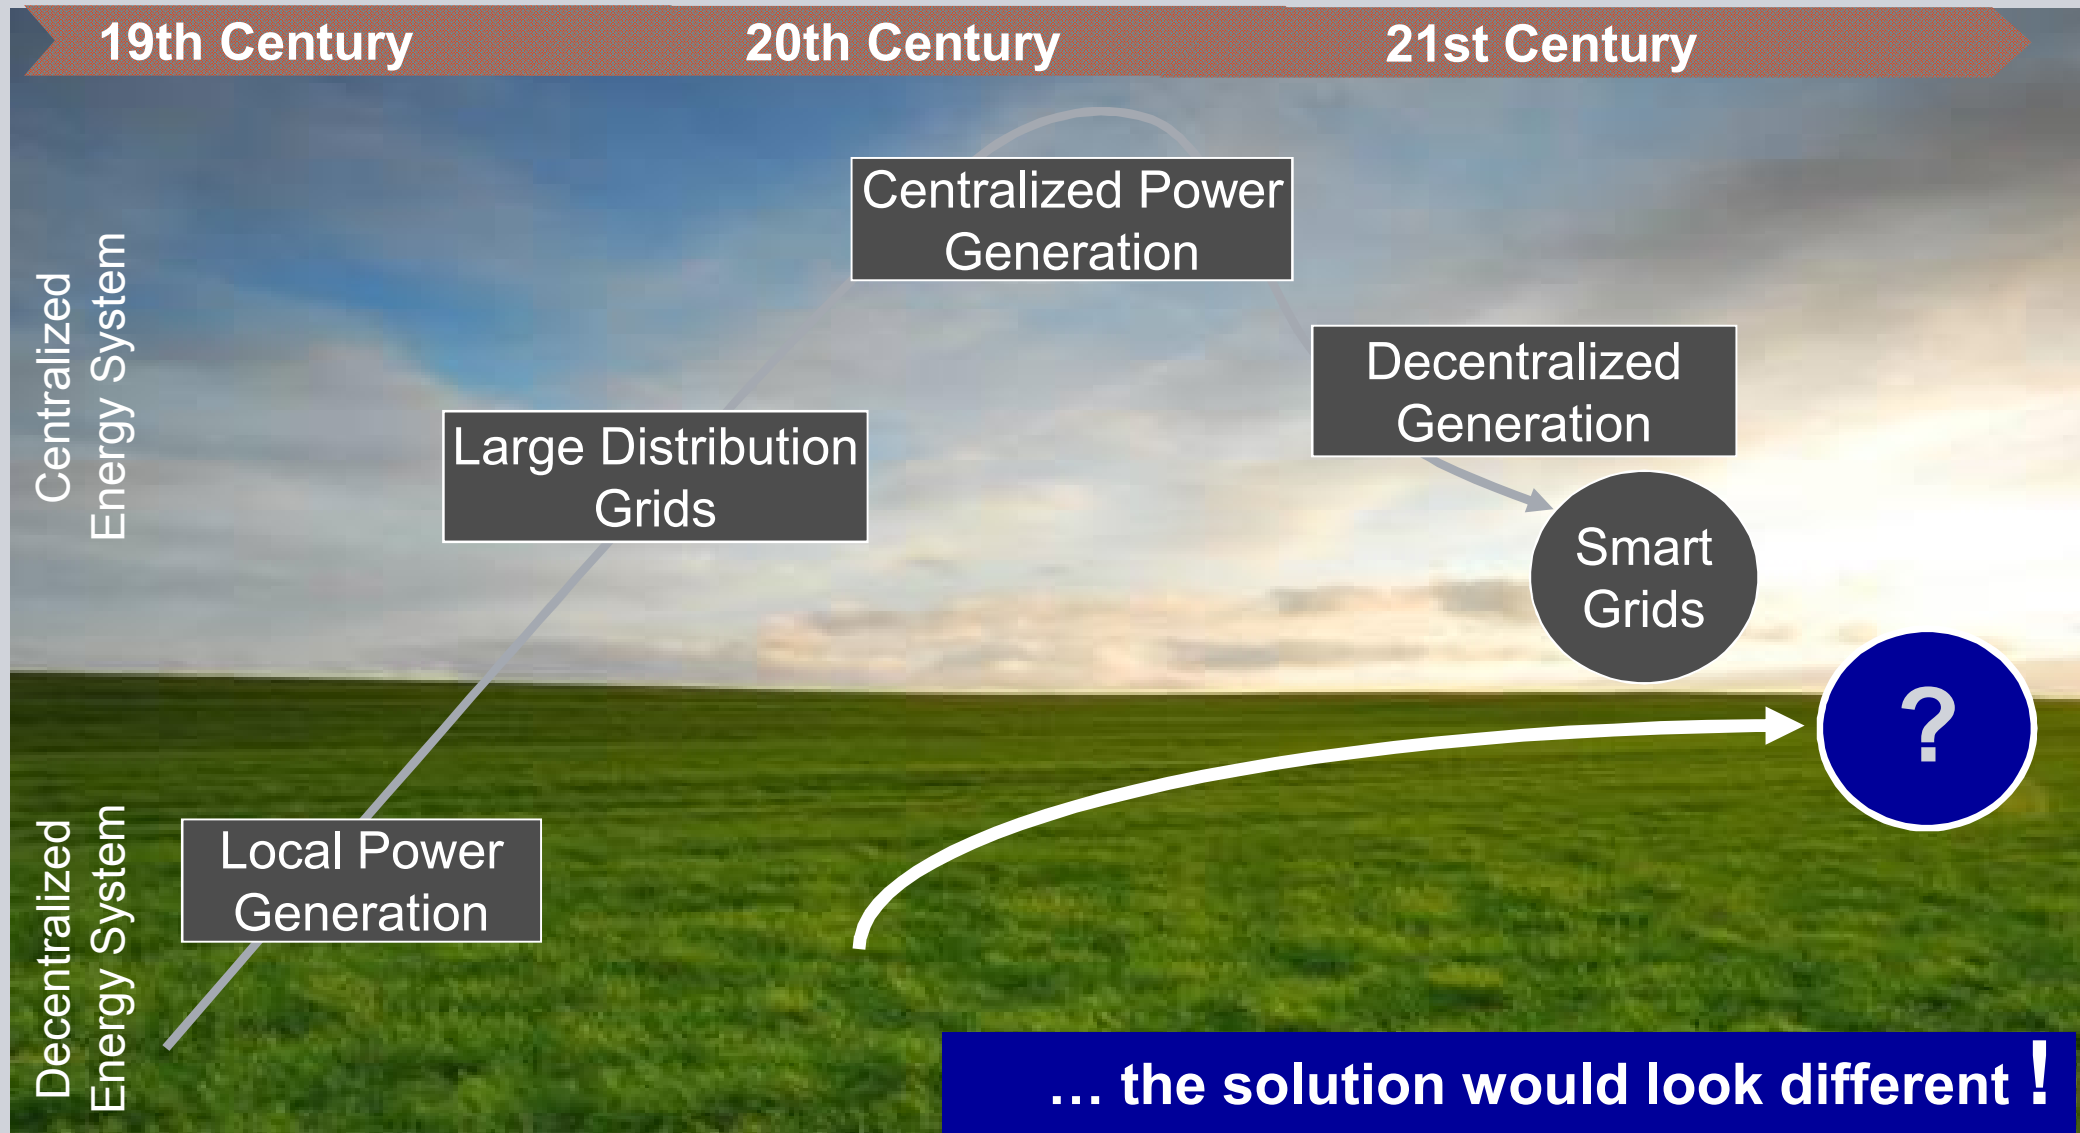 19th Century
20th Century
21st Century
Centralized
Energy System
Centralized Power
Generation
Decentralized
Generation
Large Distribution
Grids
Smart
Grids
?
Decentralized
Energy System
Local Power
Generation
... the solution would look different !